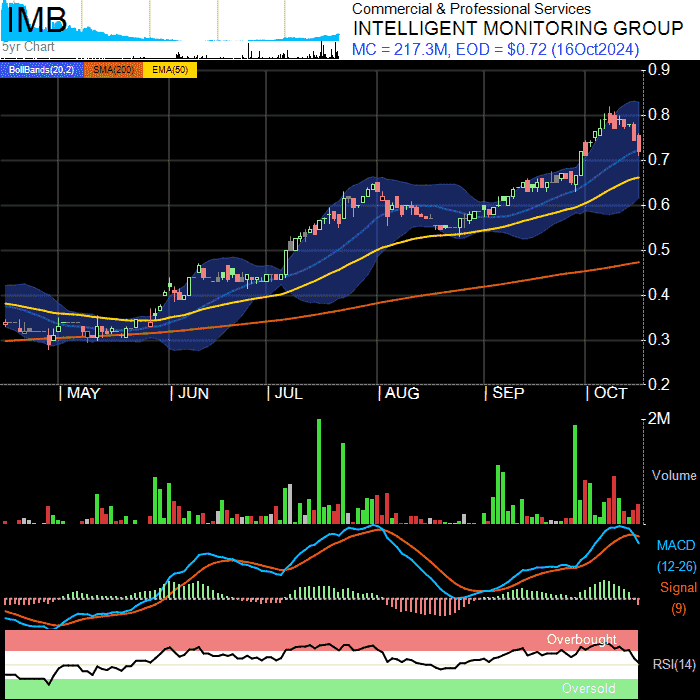 IMB
5yr Chart
Commercial & Professional Services
INTELLIGENT MONITORING GROUP
MC = 217.3M, EOD = $0.72 (16Oct2024)
BollBands(20,2) SMA(200) EMA(50)
0.9
0.8
0.7
0.6
0.5
0.4
0.3
0.2
MAY JUN JUL AUG SEP OCT
2M
Volume
MACD
(12-26)
Signal
(9)
Overbought
RSI(14)
Oversold